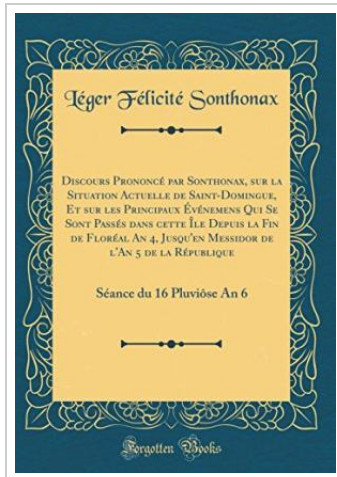 Léger Félicité Sonthonax
Discours Prononcé par Sonthonax, sur la
Situation Actuelle de Saint-Domingue,
Et sur les Principaux Événemens Qui Se
Sont Passés dans cette Île Depuis la Fin
de Floréal An 4, Jusqu'en Messidor de
l'An 5 de la République
Séance du 16 Pluviôse An 6
Forgotten Books